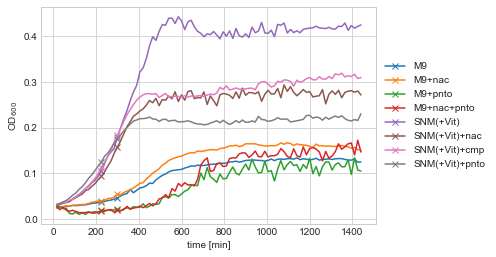 0.4
0.3
0.2
0.1
0.0
OD600
0 200 400 600 800 1000 1200 1400
time [min]
M9
M9+nac
M9+pnto
M9+nac+pnto
SNM(+Vit)
SNM(+Vit)+nac
SNM(+Vit)+cmp
SNM(+Vit)+pnto